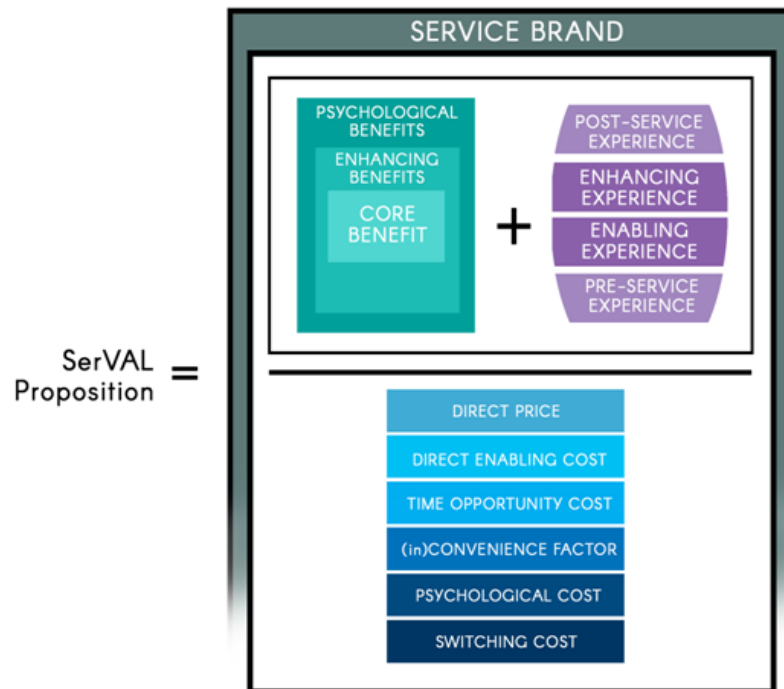 SERVICE BRAND
PSYCHOLOGICAL
BENEFITS
ENHANCING
BENEFITS
CORE
BENEFIT
+
POST-SERVICE
EXPERIENCE
ENHANCING
EXPERIENCE
ENABLING
EXPERIENCE
PRE-SERVICE
EXPERIENCE
SerVAL
Proposition =
DIRECT PRICE
DIRECT ENABLING COST
TIME OPPORTUNITY COST
(in)CONVENIENCE FACTOR
PSYCHOLOGICAL COST
SWITCHING COST